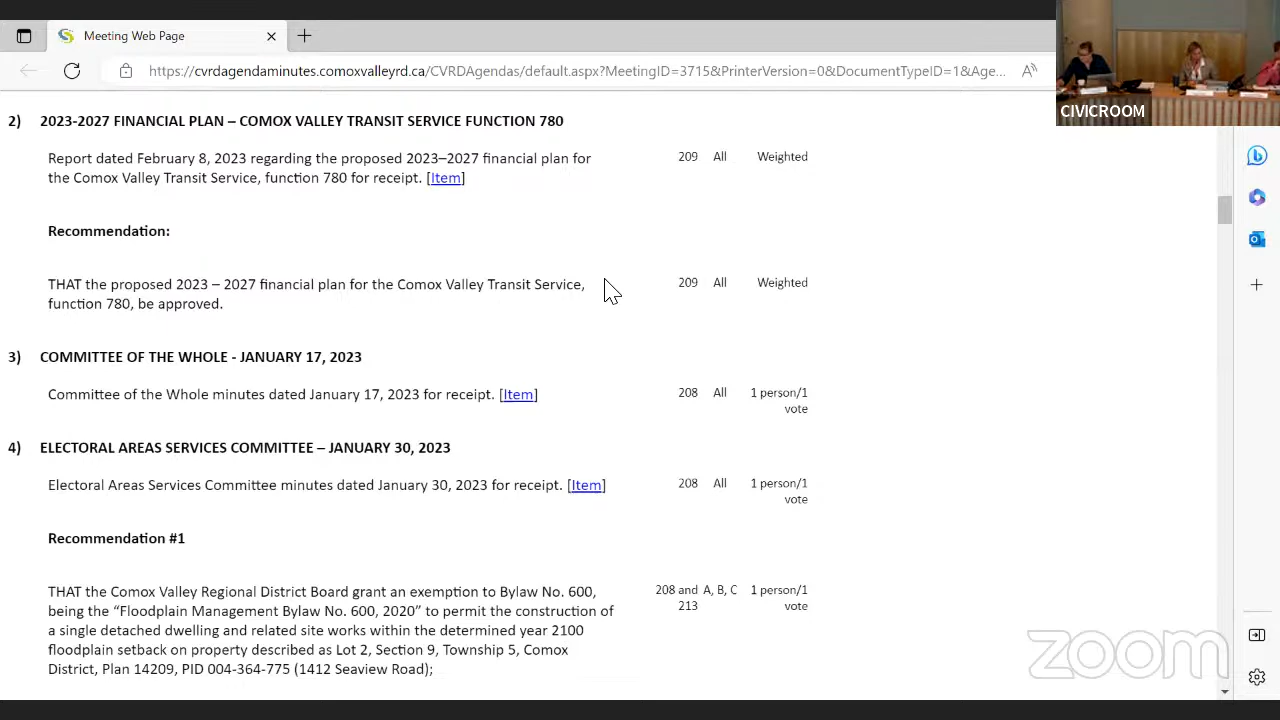 Meeting Web Page
https://cvrdagendaminutes.comoxvalleyrd.ca/CVRDAgendas/default.aspx?MeetingID=3715&PrinterVersion=0&DocumentTypeID=1&Age...
CIVICROOM
2) 2023-2027 FINANCIAL PLAN – COMOX VALLEY TRANSIT SERVICE FUNCTION 780
Report dated February 8, 2023 regarding the proposed 2023–2027 financial plan for 209 All Weighted
the Comox Valley Transit Service, function 780 for receipt. [Item]
Recommendation:
THAT the proposed 2023 – 2027 financial plan for the Comox Valley Transit Service, 209 All Weighted
function 780, be approved.
3) COMMITTEE OF THE WHOLE - JANUARY 17, 2023
Committee of the Whole minutes dated January 17, 2023 for receipt. [Item] 208 All 1 person/1
vote
4) ELECTORAL AREAS SERVICES COMMITTEE – JANUARY 30, 2023
Electoral Areas Services Committee minutes dated January 30, 2023 for receipt. [Item] 208 All 1 person/1
vote
Recommendation #1
THAT the Comox Valley Regional District Board grant an exemption to Bylaw No. 600, 208 and A, B, C 1 person/1
being the “Floodplain Management Bylaw No. 600, 2020” to permit the construction of 213 vote
a single detached dwelling and related site works within the determined year 2100
floodplain setback on property described as Lot 2, Section 9, Township 5, Comox
District, Plan 14209, PID 004-364-775 (1412 Seaview Road);
zoom